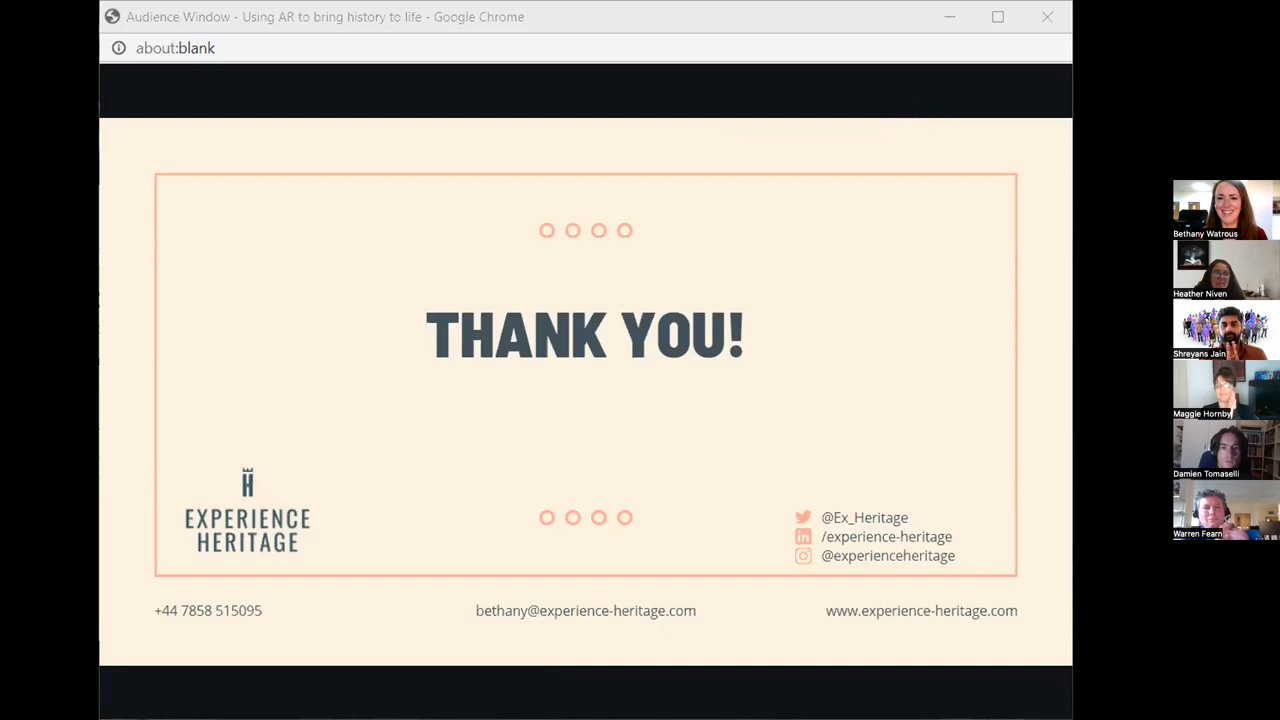 Audience Window - Using AR to bring history to life - Google Chrome
about:blank
THANK YOU!
H
EXPERIENCE
HERITAGE
@Ex_Heritage
/experience-heritage
@experienceheritage
+44 7858 515095
bethany@experience-heritage.com
www.experience-heritage.com
Bethany Watrous
Heather Niven
Shreyans Jain
Maggie Hornby
Damien Tomaselli
Warren Fearn